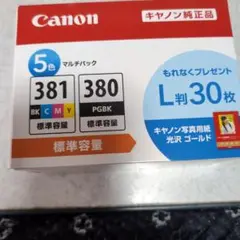 Canon
キヤノン純正品
5色 マルチパック
381 380
BK C M Y PGBK
標準容量 標準容量
標準容量
もれなくプレゼント
L判30枚
キヤノン写真用紙
光沢 ゴールド